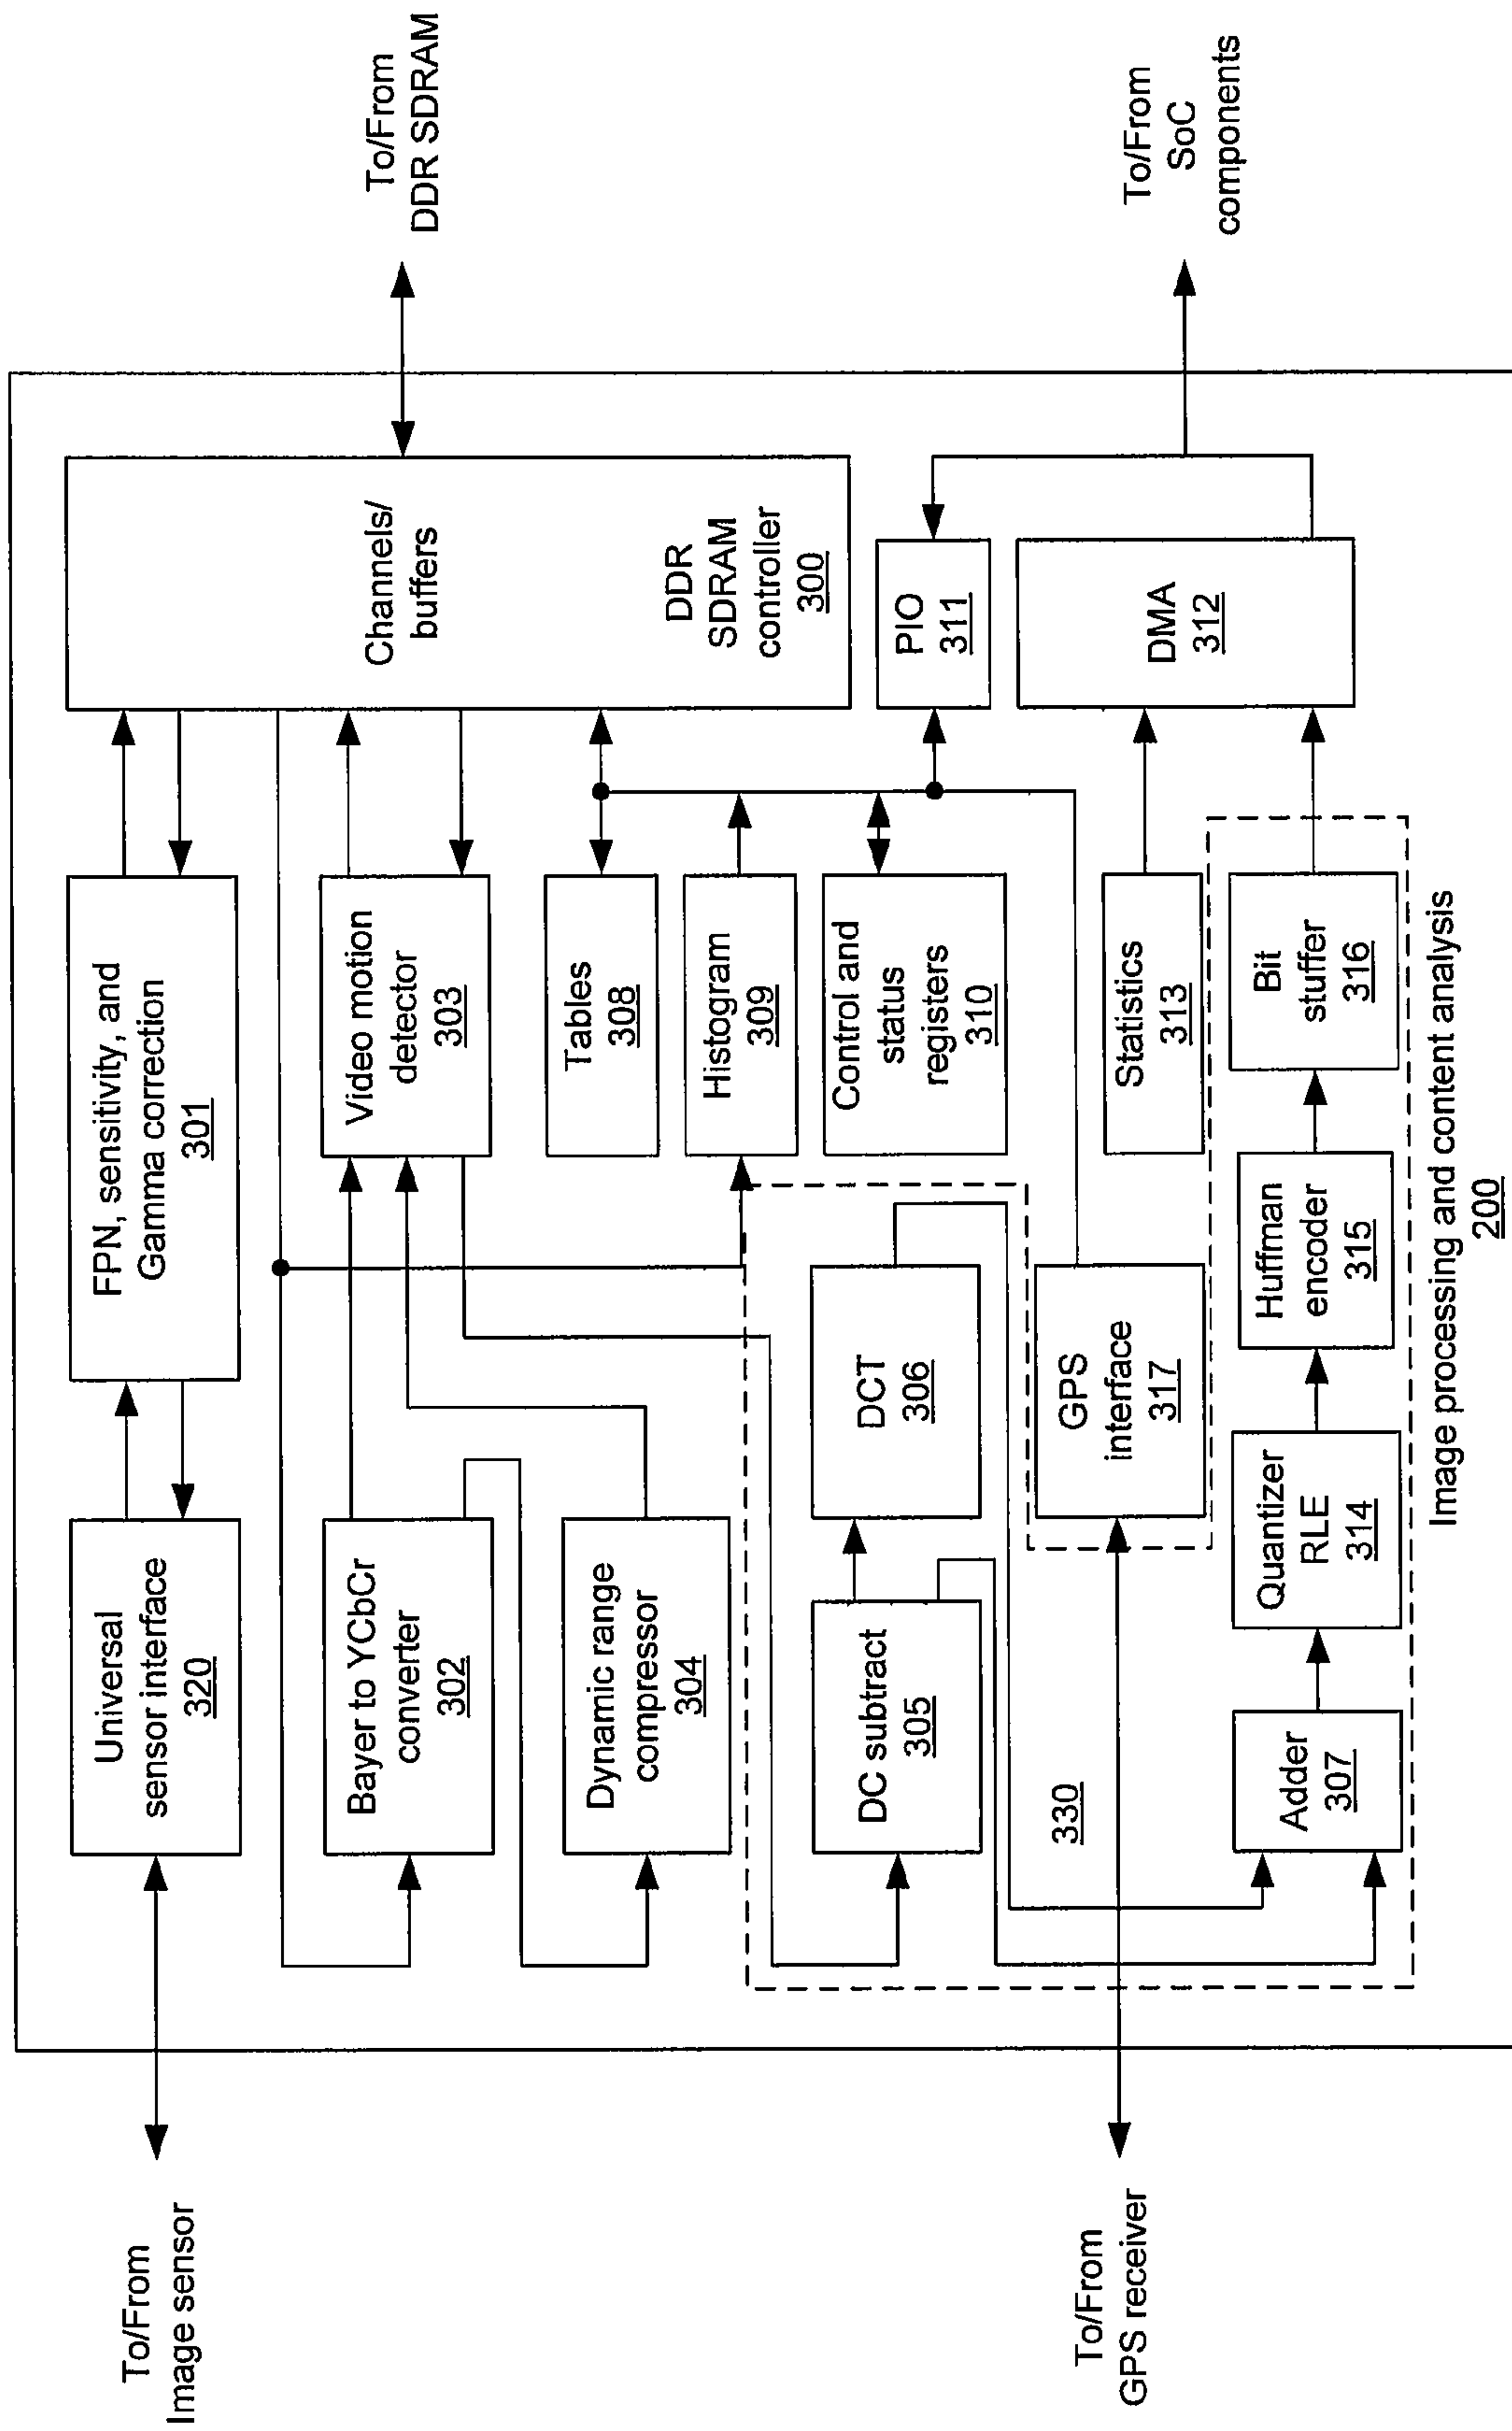 To/From
Image sensor
Universal
sensor interface
320
FPN, sensitivity, and
Gamma correction
301
Channels/
buffers
DDR
SDRAM
controller
300
To/From
DDR SDRAM
Bayer to YCbCr
converter
302
Video motion
detector
303
Dynamic range
compressor
304
Tables
308
Histogram
309
Control and
status
registers
310
PIO
311
DC subtract
305
DCT
306
330
To/From
GPS receiver
GPS
interface
317
Statistics
313
DMA
312
To/From
SoC
components
Adder
307
Quantizer
RLE
314
Huffman
encoder
315
Bit
stuffer
316
Image processing and content analysis
200